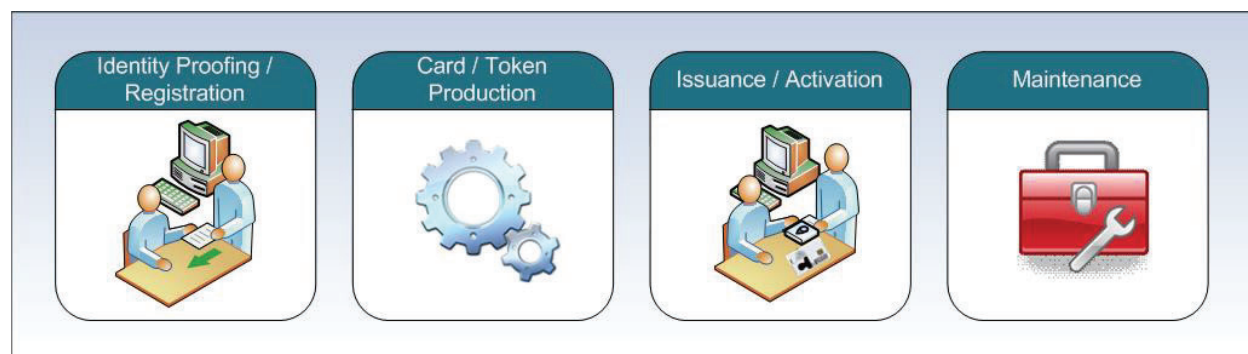 Identity Proofing /
Registration
Card / Token
Production
Issuance / Activation
Maintenance